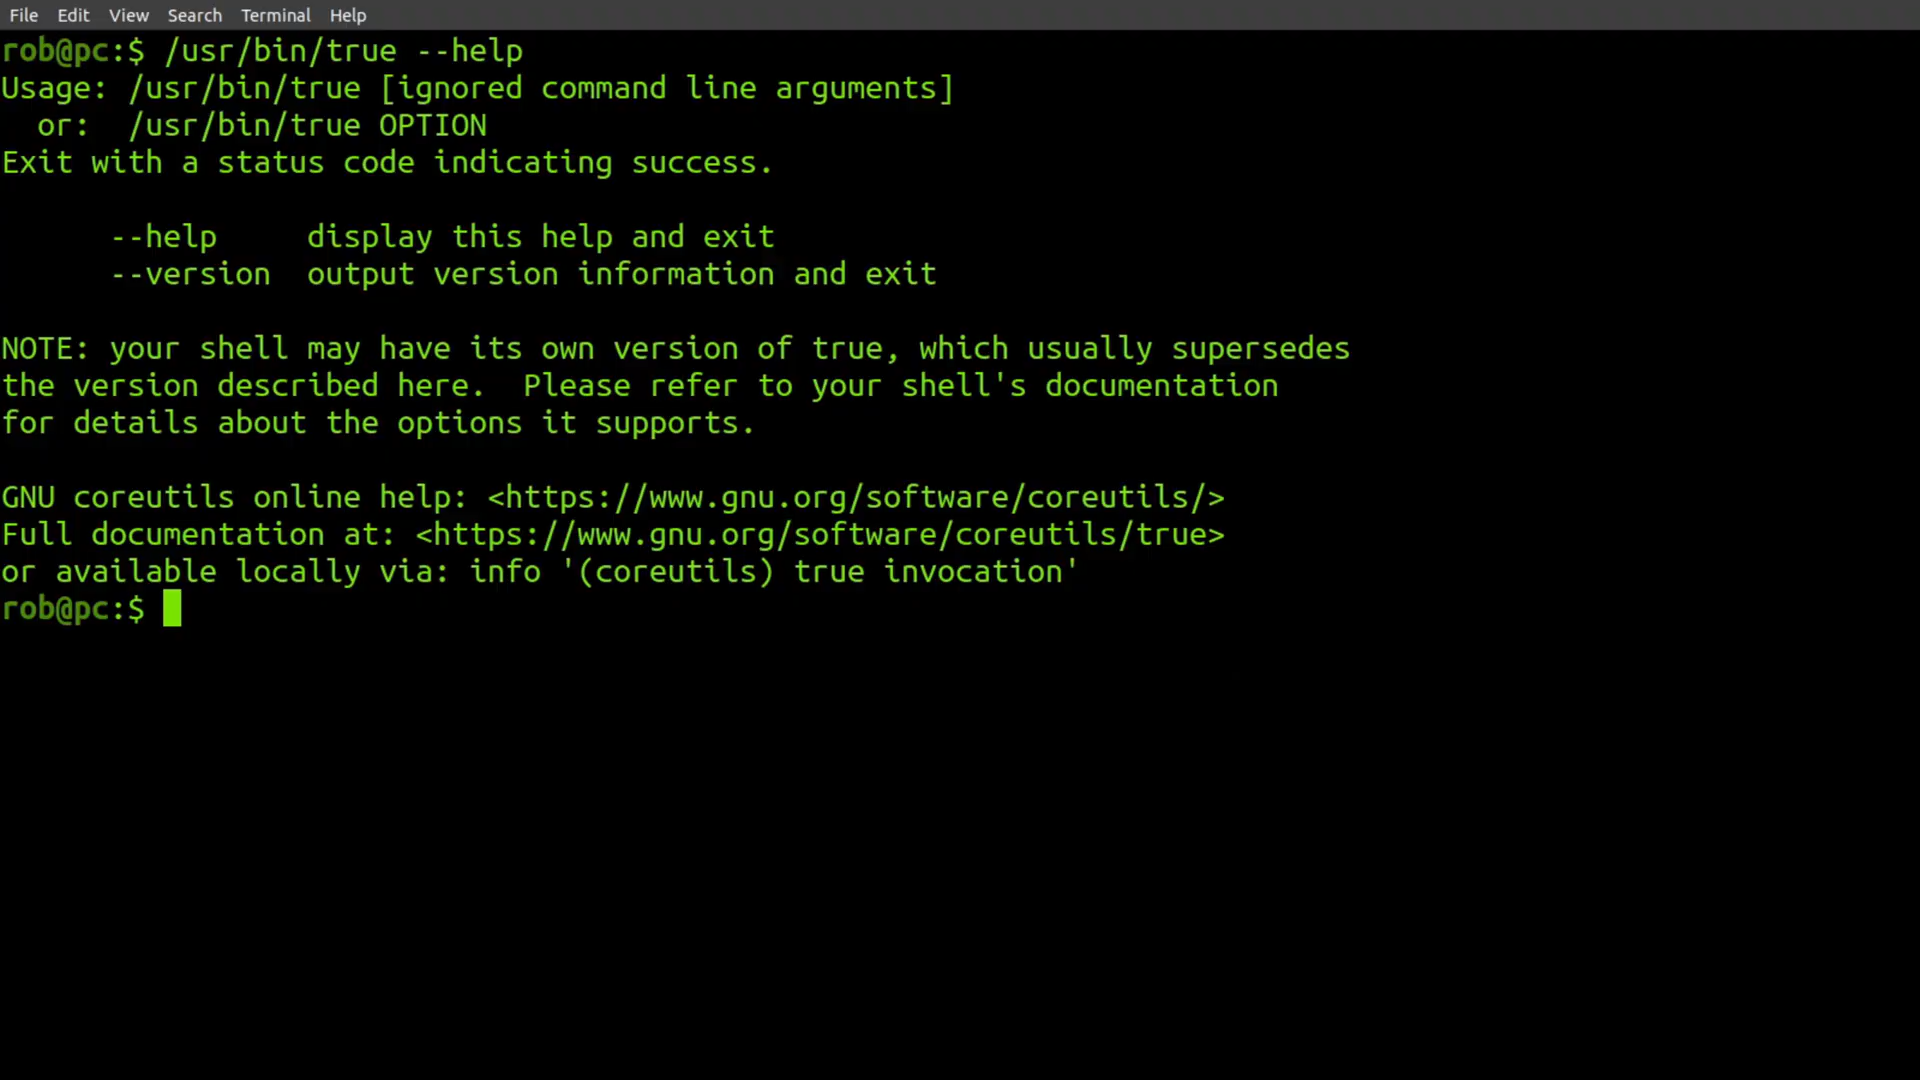 File Edit View Search Terminal Help
rob@pc:$ /usr/bin/true --help
Usage: /usr/bin/true [ignored command line arguments]
  or:  /usr/bin/true OPTION
Exit with a status code indicating success.

      --help     display this help and exit
      --version  output version information and exit

NOTE: your shell may have its own version of true, which usually supersedes
the version described here.  Please refer to your shell's documentation
for details about the options it supports.

GNU coreutils online help: <https://www.gnu.org/software/coreutils/>
Full documentation at: <https://www.gnu.org/software/coreutils/true>
or available locally via: info '(coreutils) true invocation'
rob@pc:$